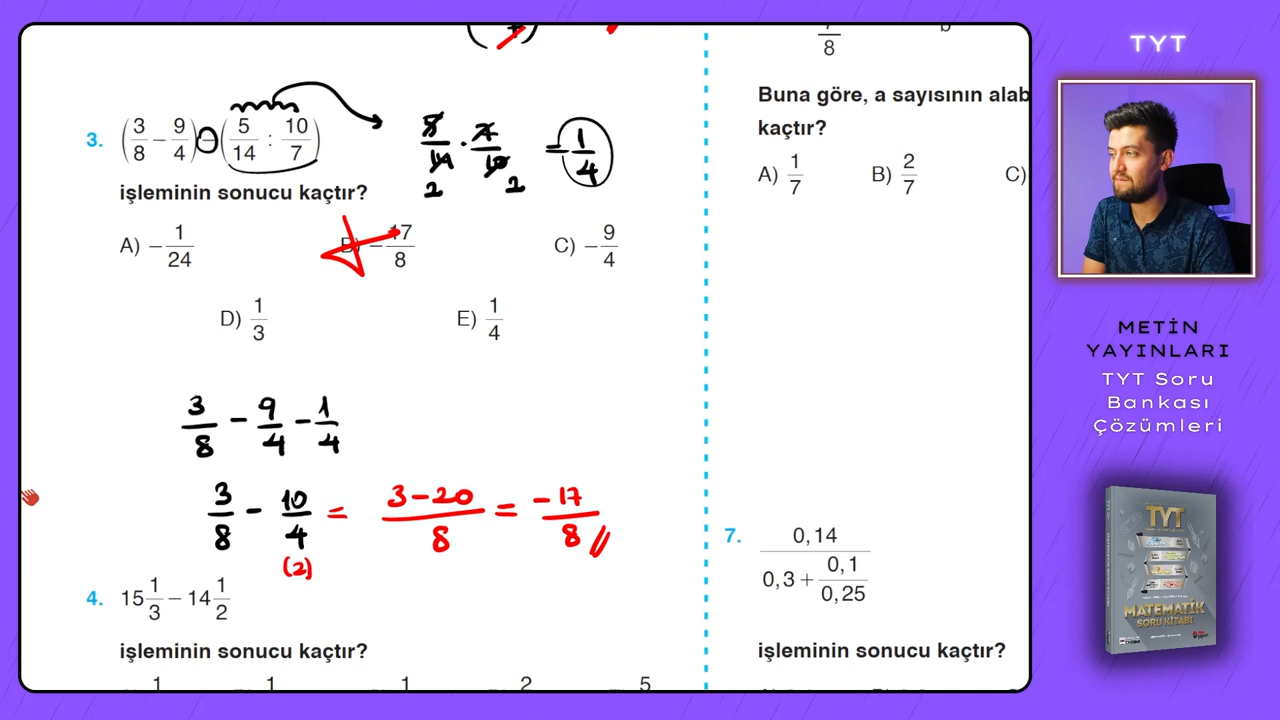 TYT
3. (3/8 − 9/4) − (5/14 : 10/7)
işleminin sonucu kaçtır?
A) −1/24 B) −17/8 C) −9/4
D) 1/3 E) 1/4
5/14 · 7/10 = 1/4
2 2
3/8 − 9/4 − 1/4
3/8 − 10/4 = 3−20/8 = −17/8
(2)
4. 15 1/3 − 14 1/2
işleminin sonucu kaçtır?
8
b
Buna göre, a sayısının alab
kaçtır?
A) 1/7 B) 2/7 C)
7. 0,14/(0,3 + 0,1/0,25)
işleminin sonucu kaçtır?
METİN
YAYINLARI
TYT Soru
Bankası
Çözümleri
TYT
MATEMATİK
SORU KİTABI